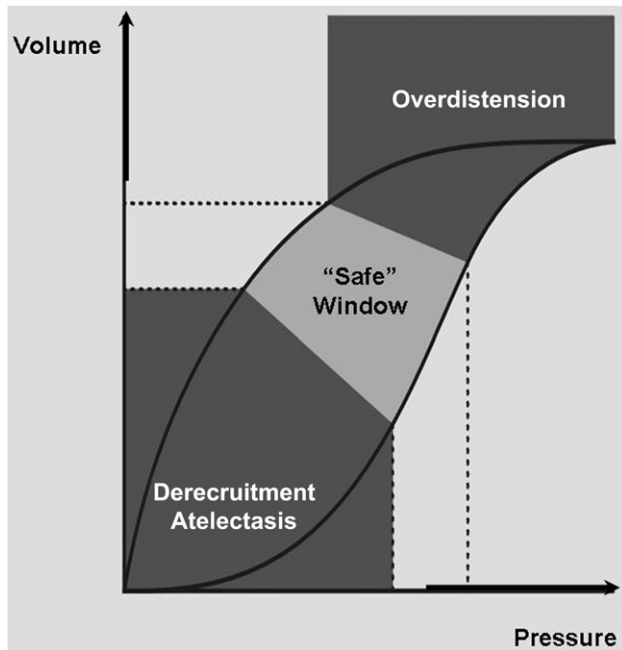 Volume
Overdistension
“Safe”
Window
Derecruitment
Atelectasis
Pressure